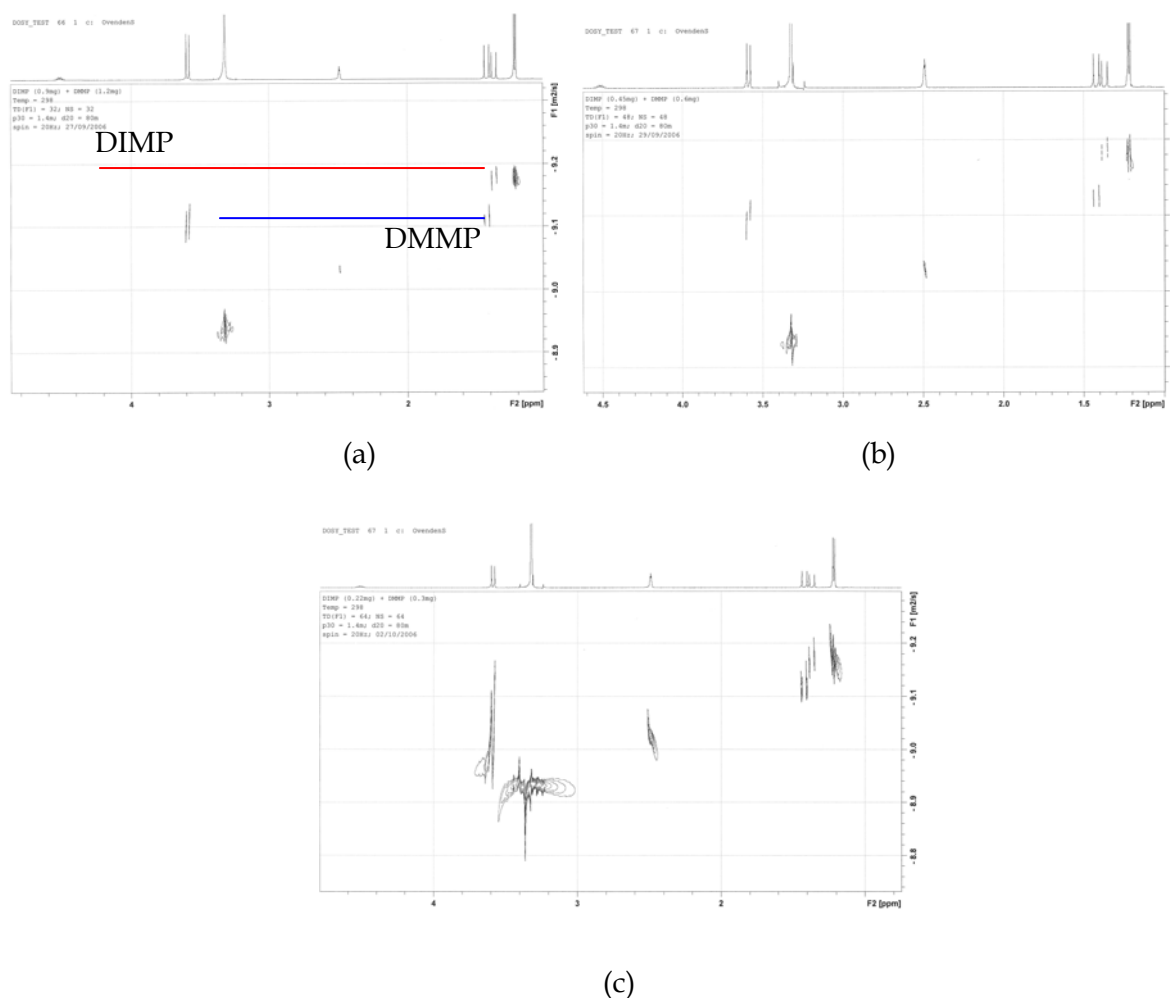 DOSY_TEST 66 1 c: OvendenS
DIMP (0.9mg) + DMMP (1.2mg)
Temp = 298
TD(F1) = 32; NS = 32
p30 = 1.4m; d20 = 80m
spin = 20Hz; 27/09/2006
DIMP
DMMP
F1 [m2/s]
- 9.2
- 9.1
- 9.0
- 8.9
4
3
2
F2 [ppm]
(a)
DOSY_TEST 67 1 c: OvendenS
DIMP (0.45mg) + DMMP (0.6mg)
Temp = 298
TD(F1) = 48; NS = 48
p30 = 1.4m; d20 = 80m
spin = 20Hz; 29/09/2006
4.5
4.0
3.5
3.0
2.5
2.0
1.5
F2 [ppm]
(b)
DOSY_TEST 67 1 c: OvendenS
DIMP (0.22mg) + DMMP (0.3mg)
Temp = 298
TD(F1) = 64; NS = 64
p30 = 1.4m; d20 = 80m
spin = 20Hz; 02/10/2006
F1 [m2/s]
- 9.2
- 9.1
- 9.0
- 8.9
- 8.8
4
3
2
F2 [ppm]
(c)